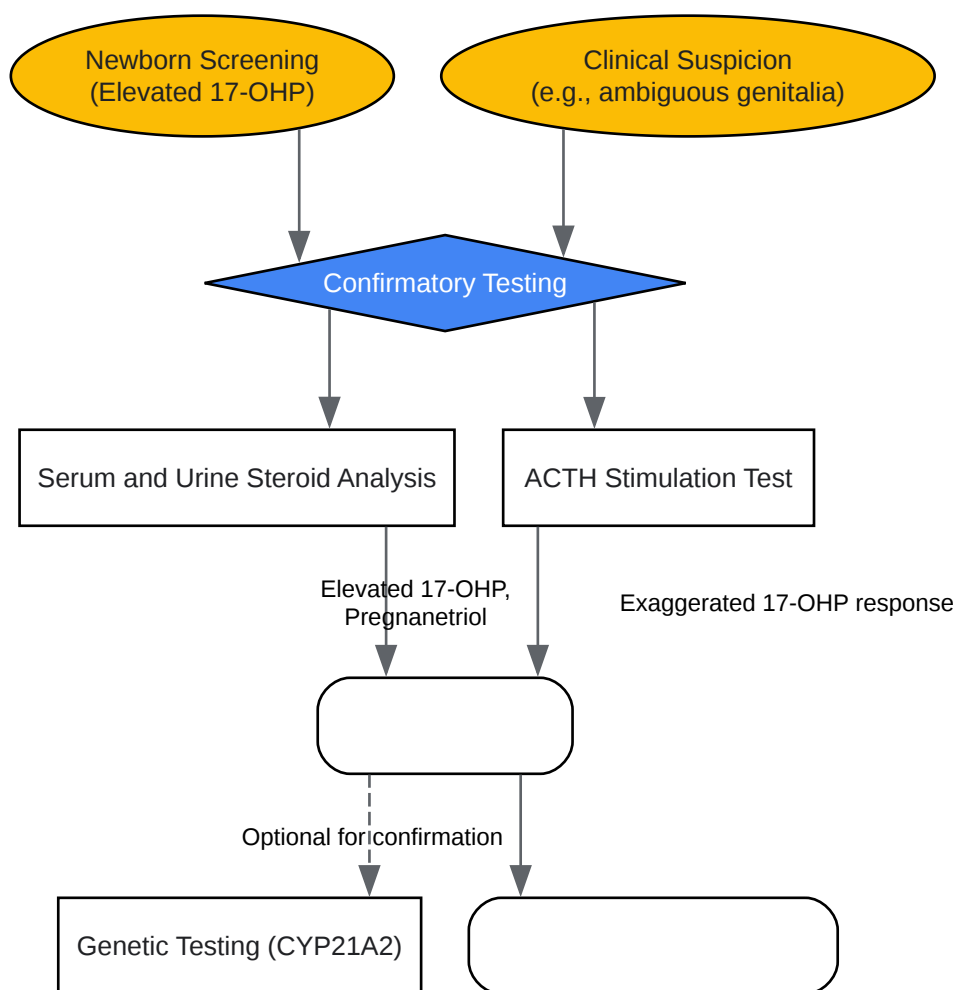 Newborn Screening
(Elevated 17-OHP)
Clinical Suspicion
(e.g., ambiguous genitalia)
Confirmatory Testing
Serum and Urine Steroid Analysis
ACTH Stimulation Test
Elevated 17-OHP,
Pregnanetriol
Exaggerated 17-OHP response
Optional for confirmation
Genetic Testing (CYP21A2)